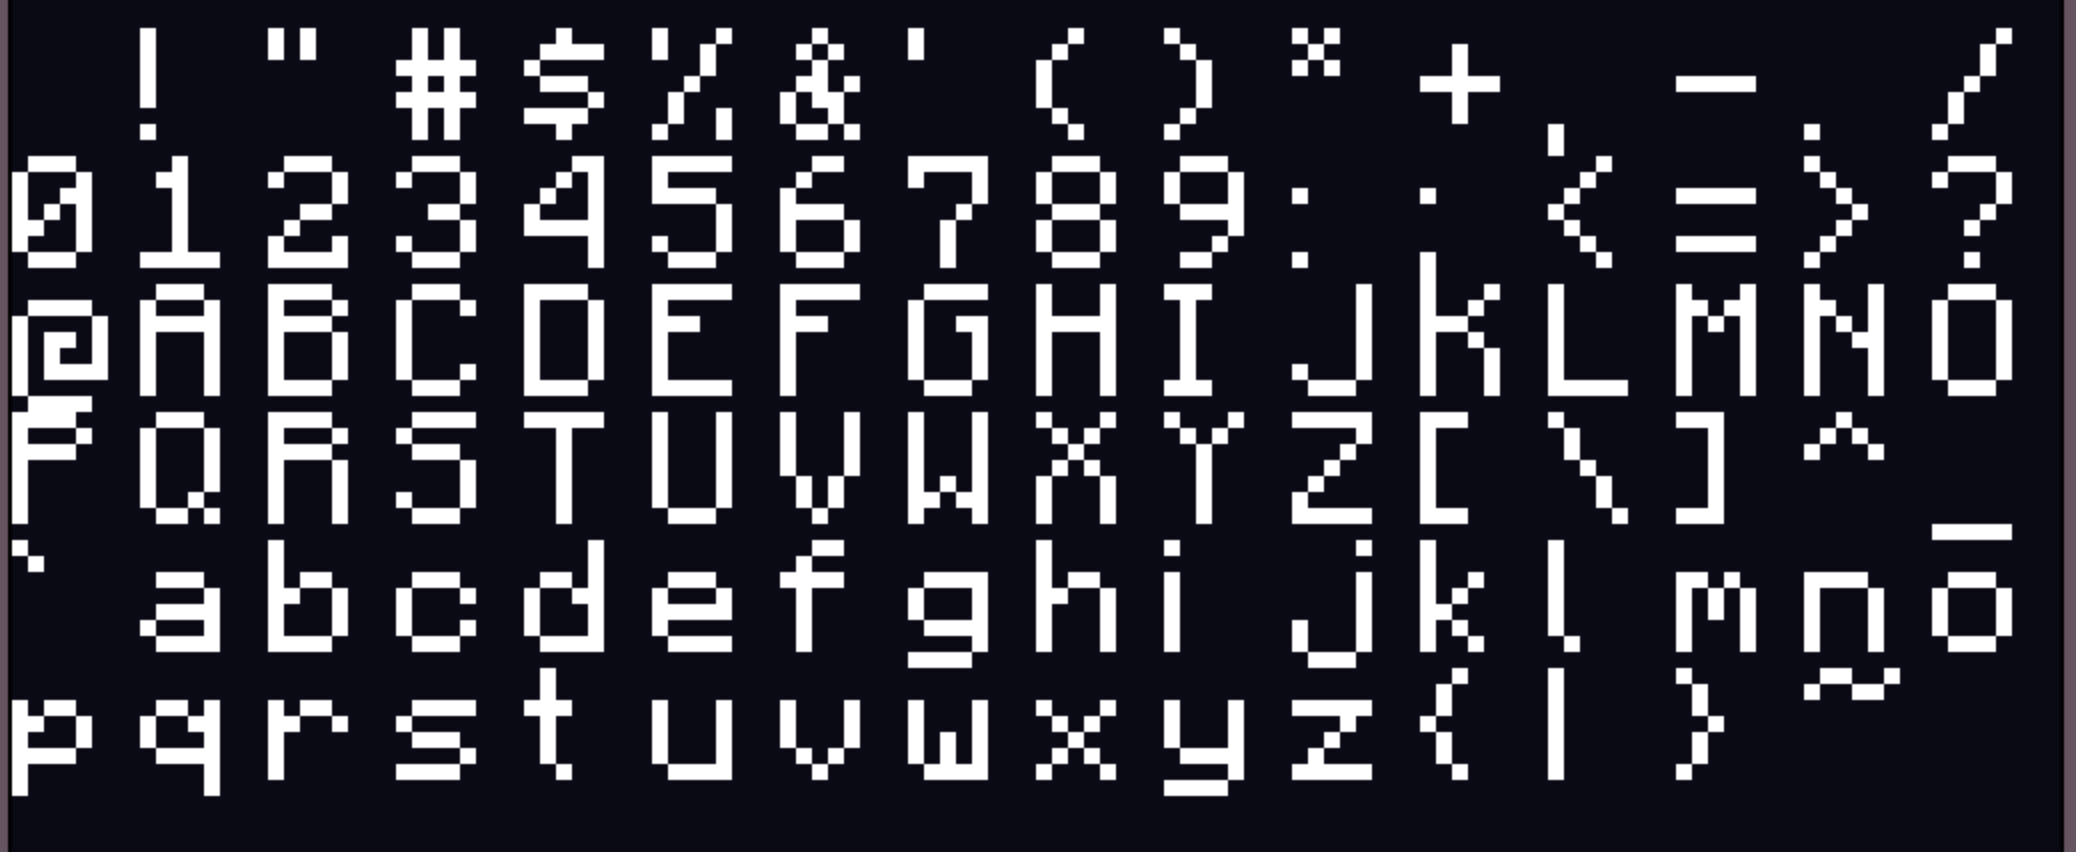 ! " # $ % & ' ( ) * + , - . /
0 1 2 3 4 5 6 7 8 9 : ; < = > ?
@ A B C D E F G H I J K L M N O
P Q R S T U V W X Y Z [ \ ] ^ _
` a b c d e f g h i j k l m n o
p q r s t u v w x y z { | } ~